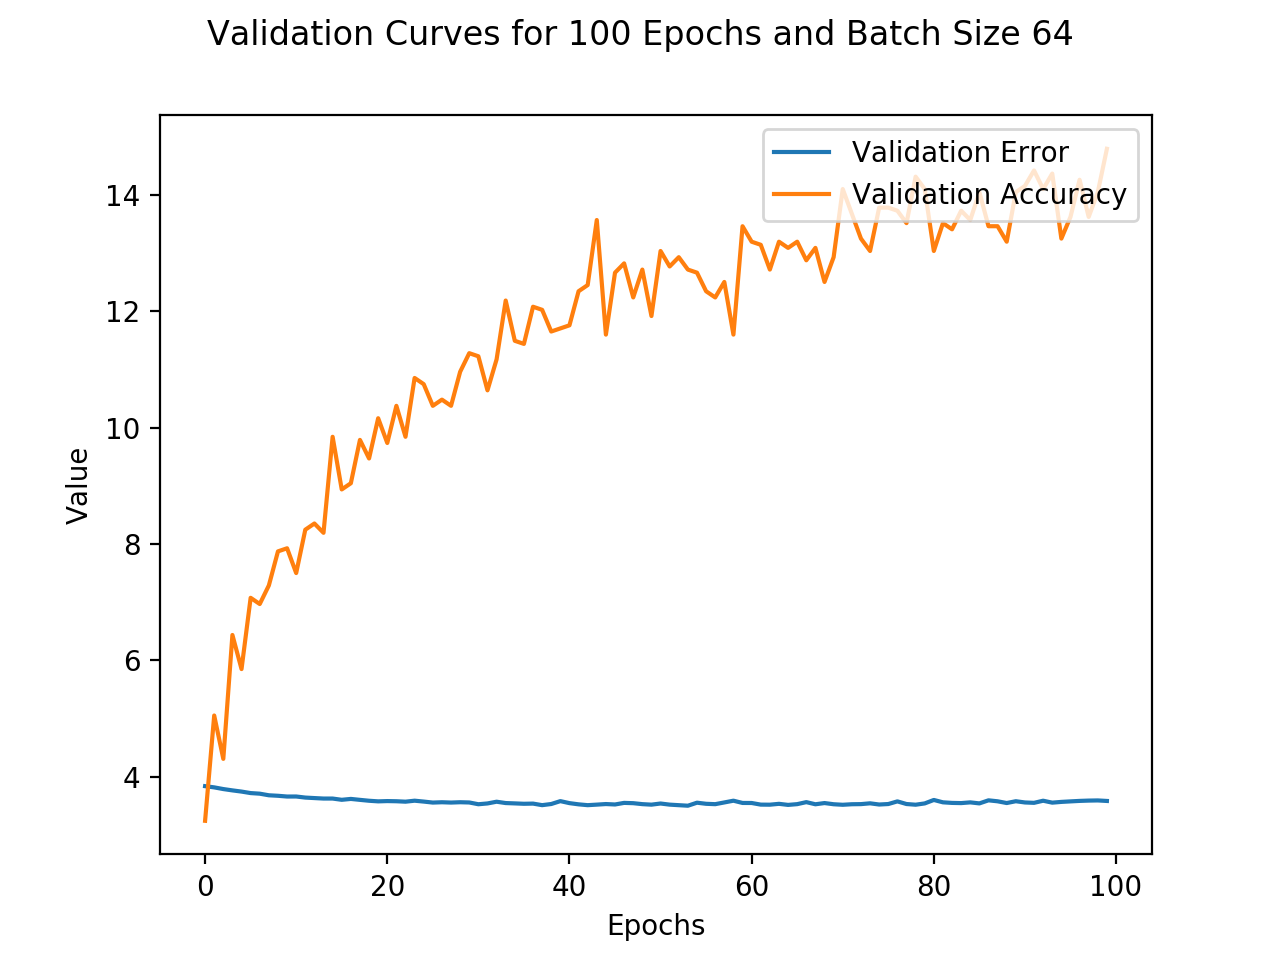 Validation Curves for 100 Epochs and Batch Size 64
Validation Error
Validation Accuracy
14
12
10
8
6
4
Value
0 20 40 60 80 100
Epochs